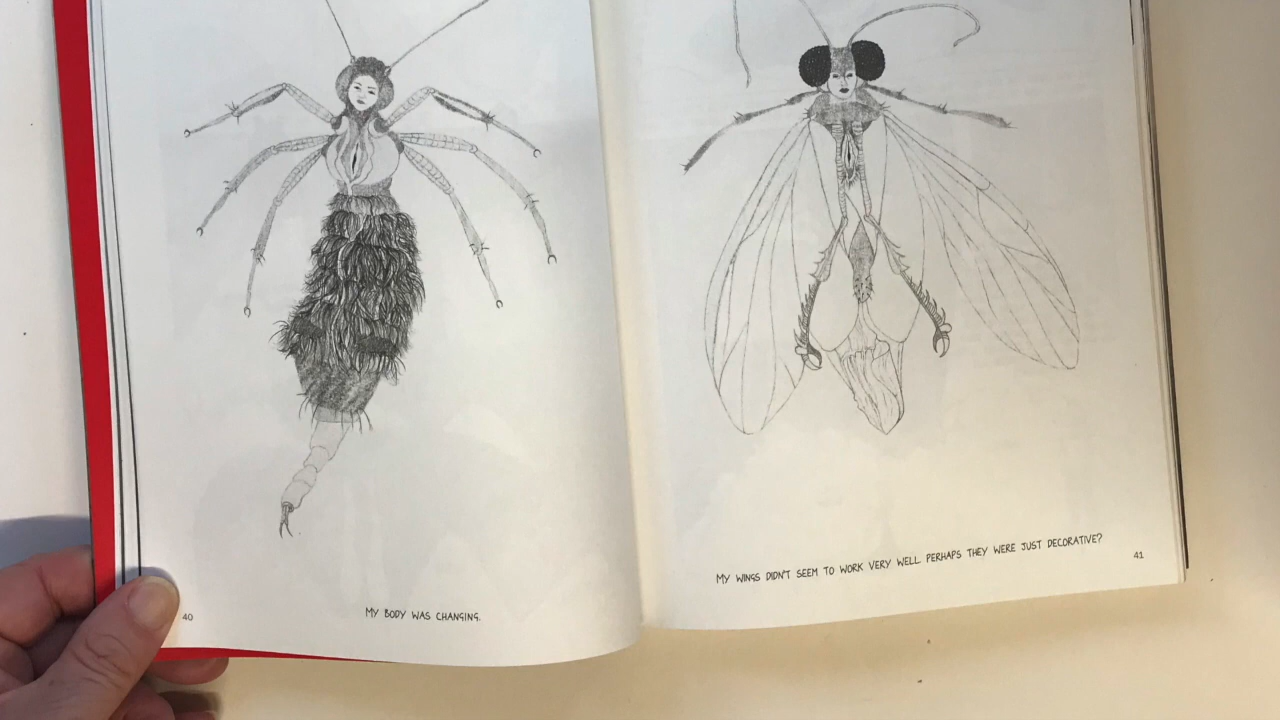 MY BODY WAS CHANGING.
40
MY WINGS DIDN'T SEEM TO WORK VERY WELL. PERHAPS THEY WERE JUST DECORATIVE?
41